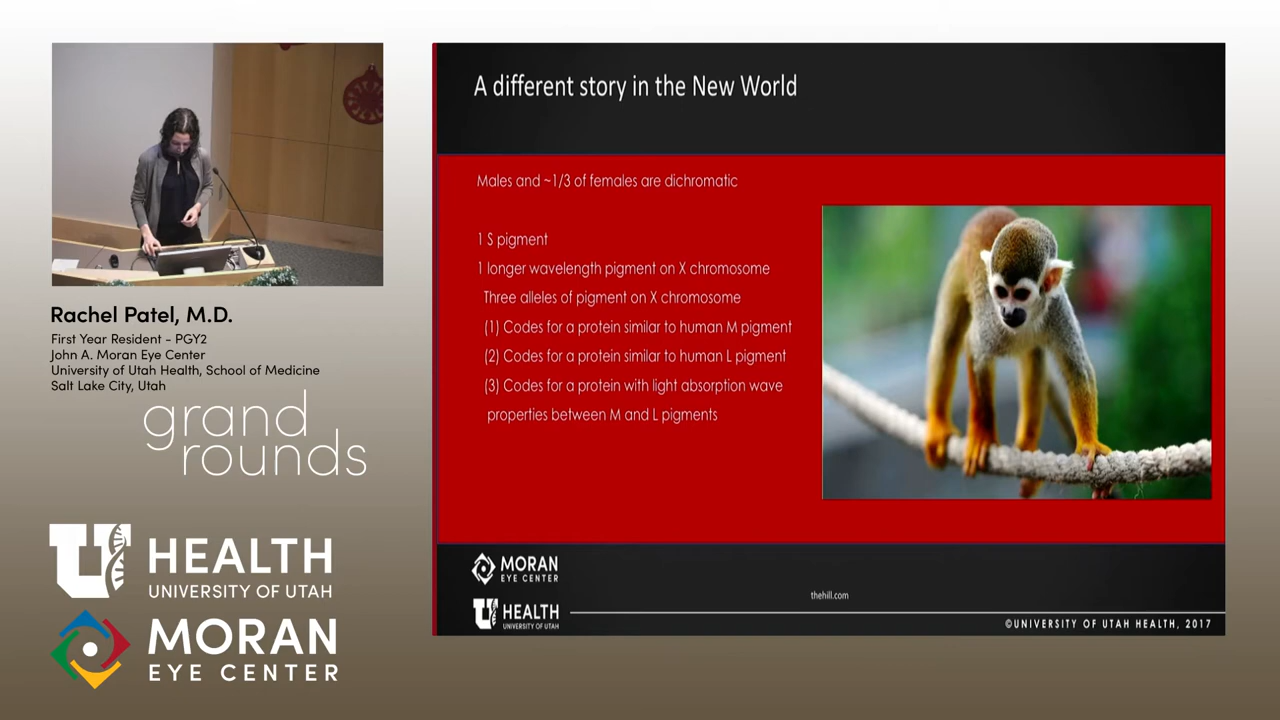 Rachel Patel, M.D.
First Year Resident - PGY2
John A. Moran Eye Center
University of Utah Health, School of Medicine
Salt Lake City, Utah
grand
rounds
U HEALTH
UNIVERSITY OF UTAH
MORAN
EYE CENTER
A different story in the New World
Males and ~1/3 of females are dichromatic
1 S pigment
1 longer wavelength pigment on X chromosome
Three alleles of pigment on X chromosome
(1) Codes for a protein similar to human M pigment
(2) Codes for a protein similar to human L pigment
(3) Codes for a protein with light absorption wave
properties between M and L pigments
MORAN
EYE CENTER
U HEALTH
UNIVERSITY OF UTAH
thehill.com
©UNIVERSITY OF UTAH HEALTH, 2017